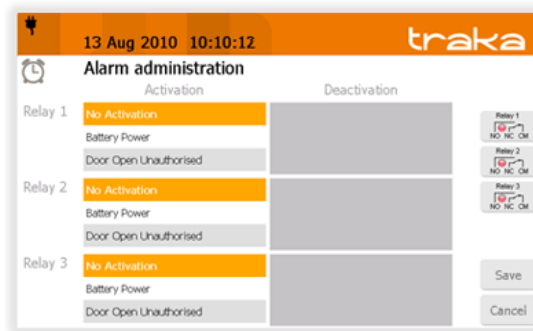 13 Aug 2010 10:10:12
traka
Alarm administration
Activation Deactivation
Relay 1
No Activation
Battery Power
Door Open Unauthorised
Relay 2
No Activation
Battery Power
Door Open Unauthorised
Relay 3
No Activation
Battery Power
Door Open Unauthorised
Relay 1
NO NC CM
Relay 2
NO NC CM
Relay 3
NO NC CM
Save
Cancel